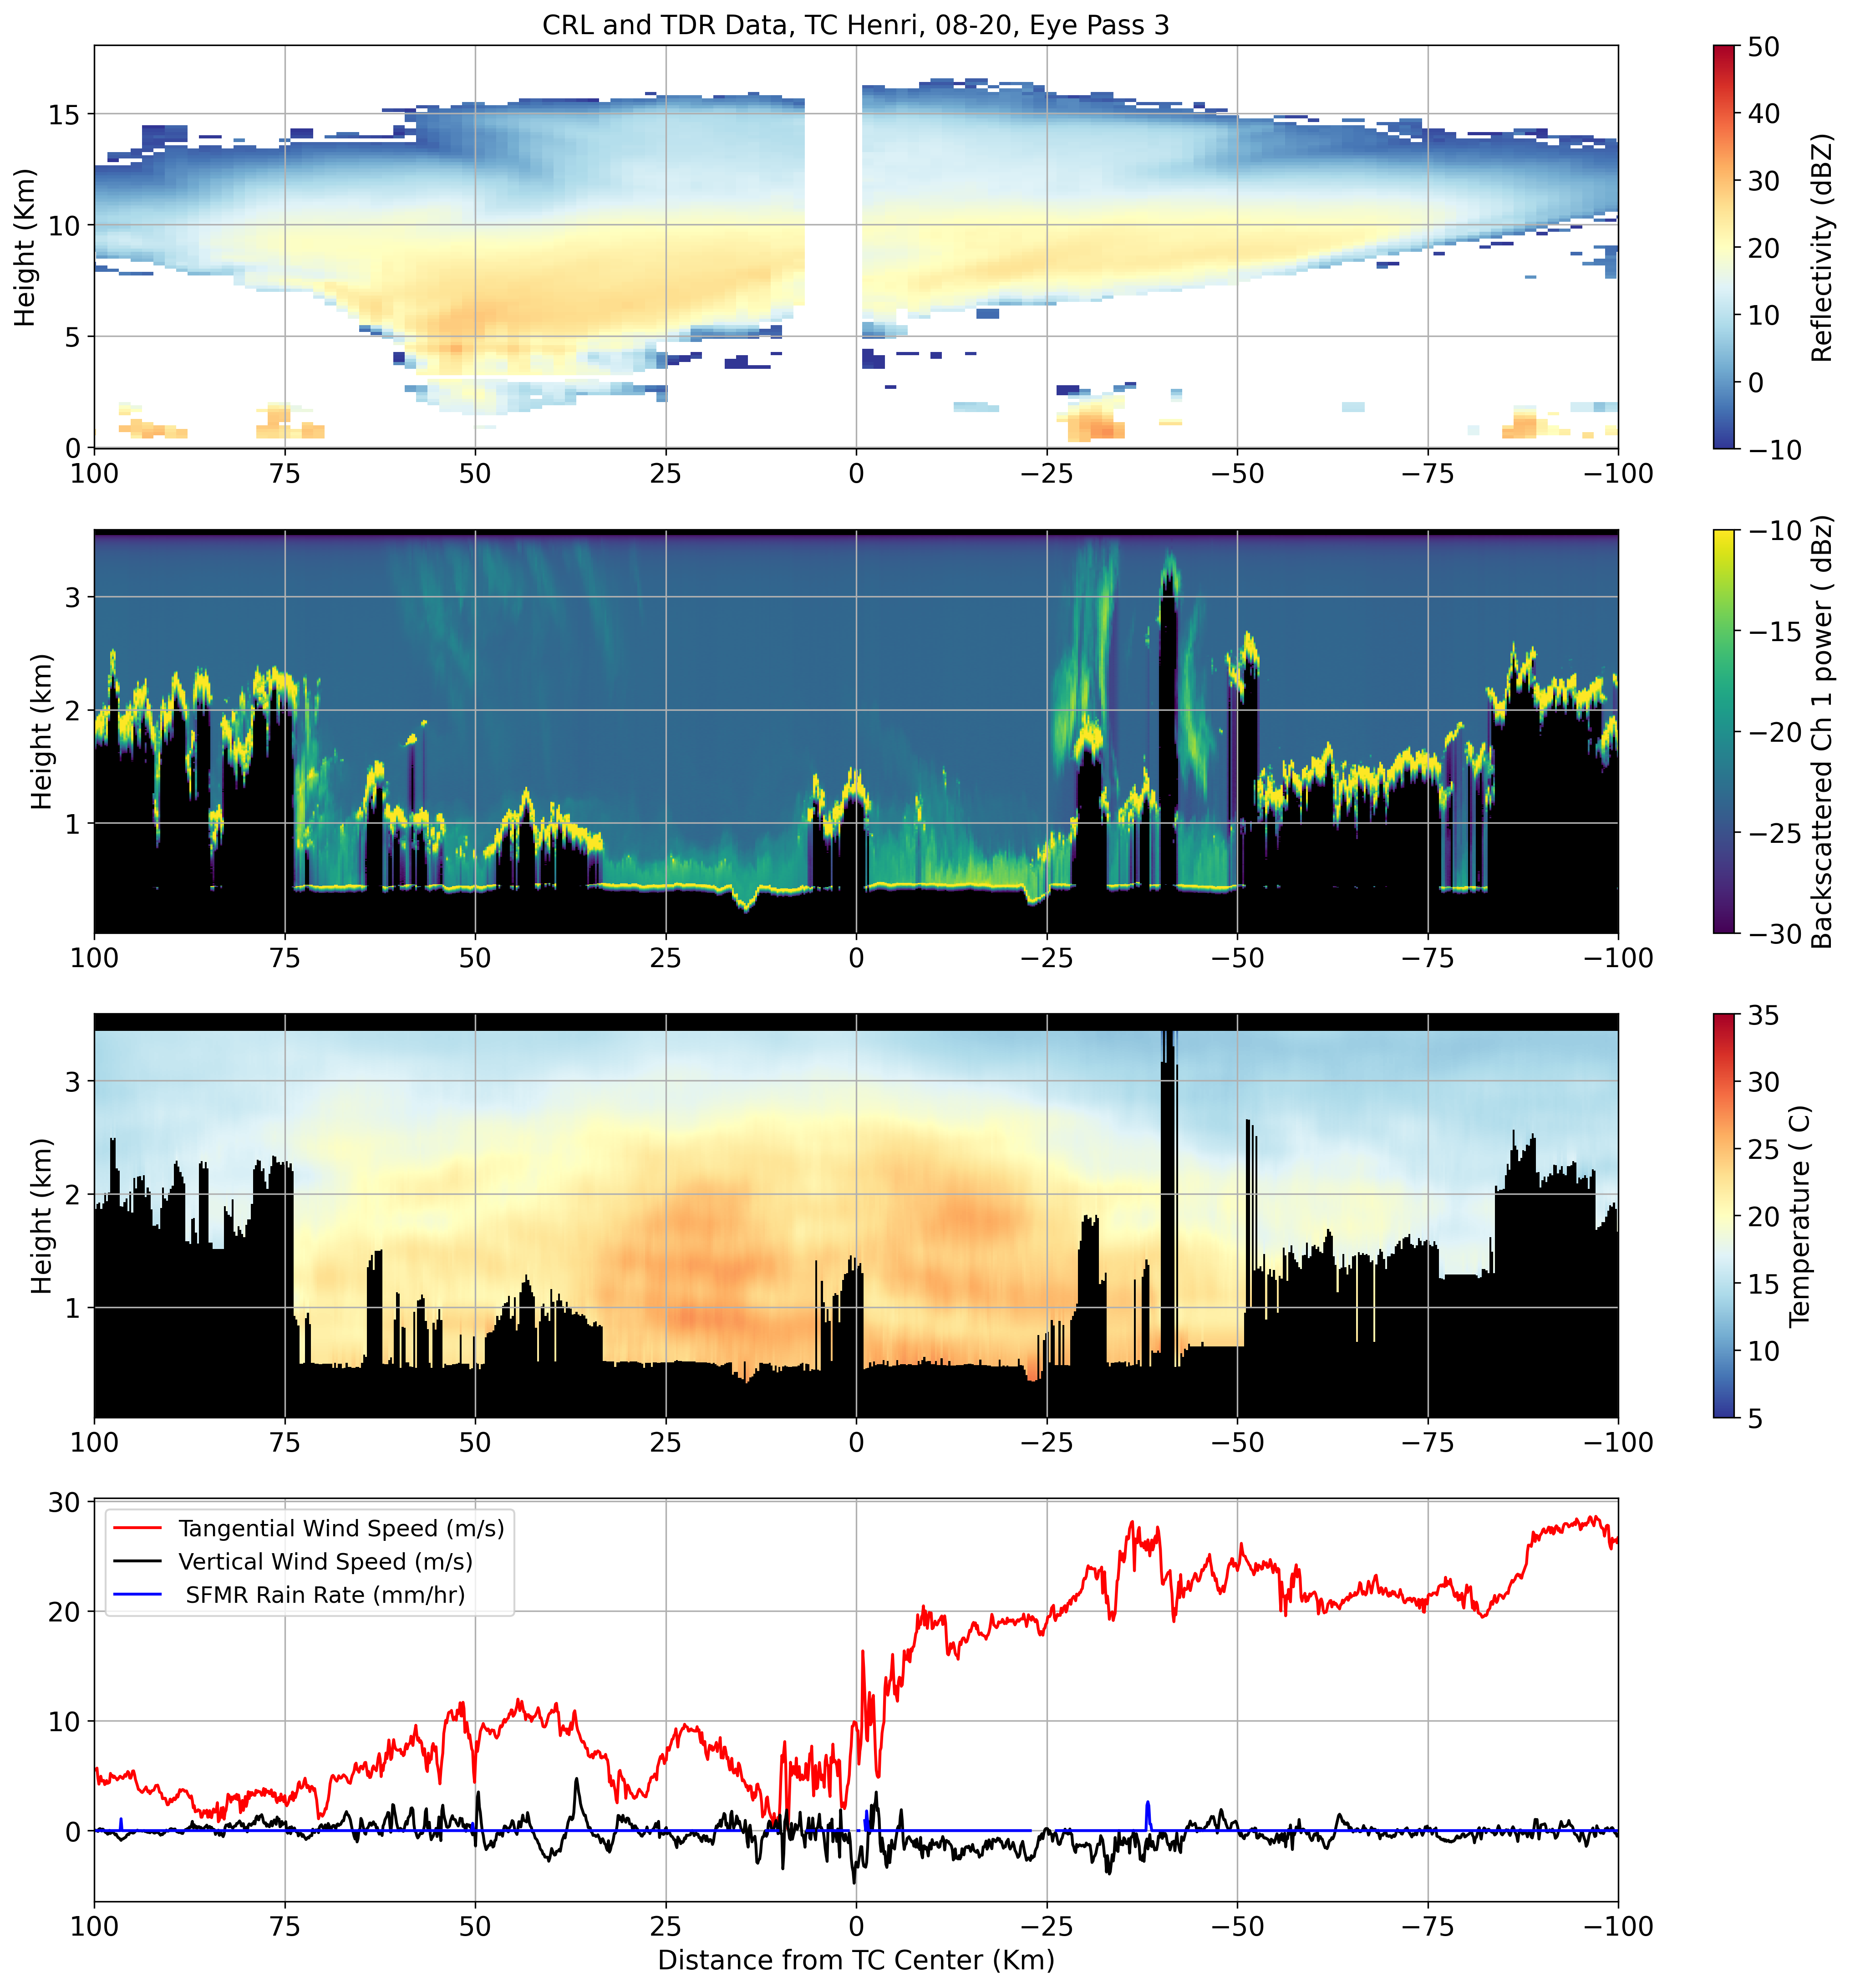 CRL and TDR Data, TC Henri, 08-20, Eye Pass 3
Height (Km)
15
10
5
0
100 75 50 25 0 −25 −50 −75 −100
50
40
30
20
10
0
−10
Reflectivity (dBZ)
Height (km)
3
2
1
100 75 50 25 0 −25 −50 −75 −100
−10
−15
−20
−25
−30
Backscattered Ch 1 power ( dBz)
Height (km)
3
2
1
100 75 50 25 0 −25 −50 −75 −100
35
30
25
20
15
10
5
Temperature ( C)
30
20
10
0
Tangential Wind Speed (m/s)
Vertical Wind Speed (m/s)
SFMR Rain Rate (mm/hr)
100 75 50 25 0 −25 −50 −75 −100
Distance from TC Center (Km)